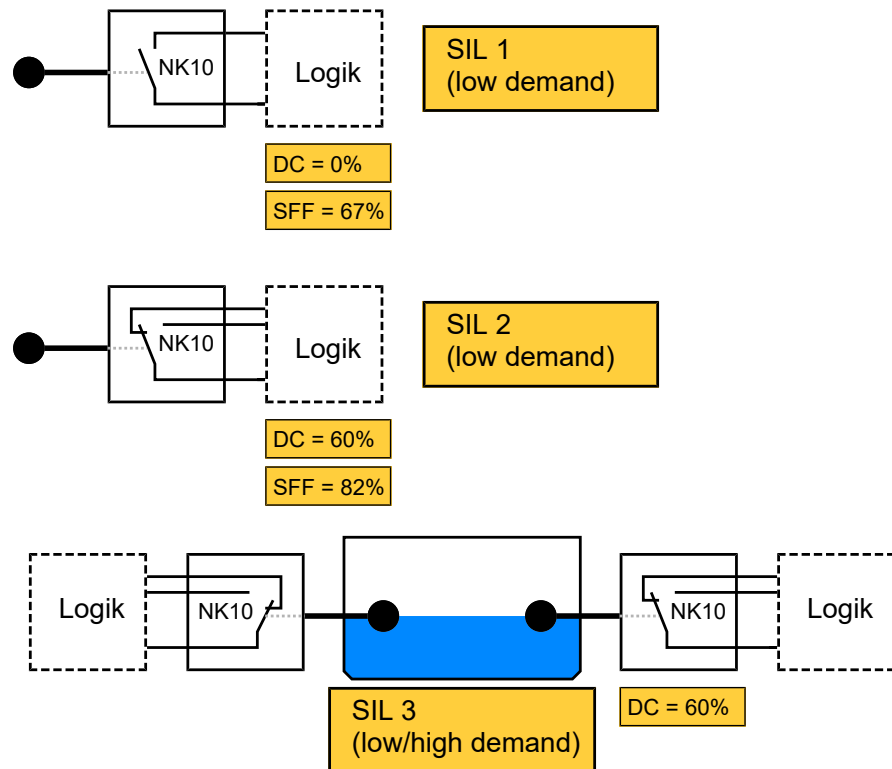 NK10
Logik
SIL 1
(low demand)
DC = 0%
SFF = 67%
NK10
Logik
SIL 2
(low demand)
DC = 60%
SFF = 82%
Logik
NK10
NK10
Logik
SIL 3
(low/high demand)
DC = 60%